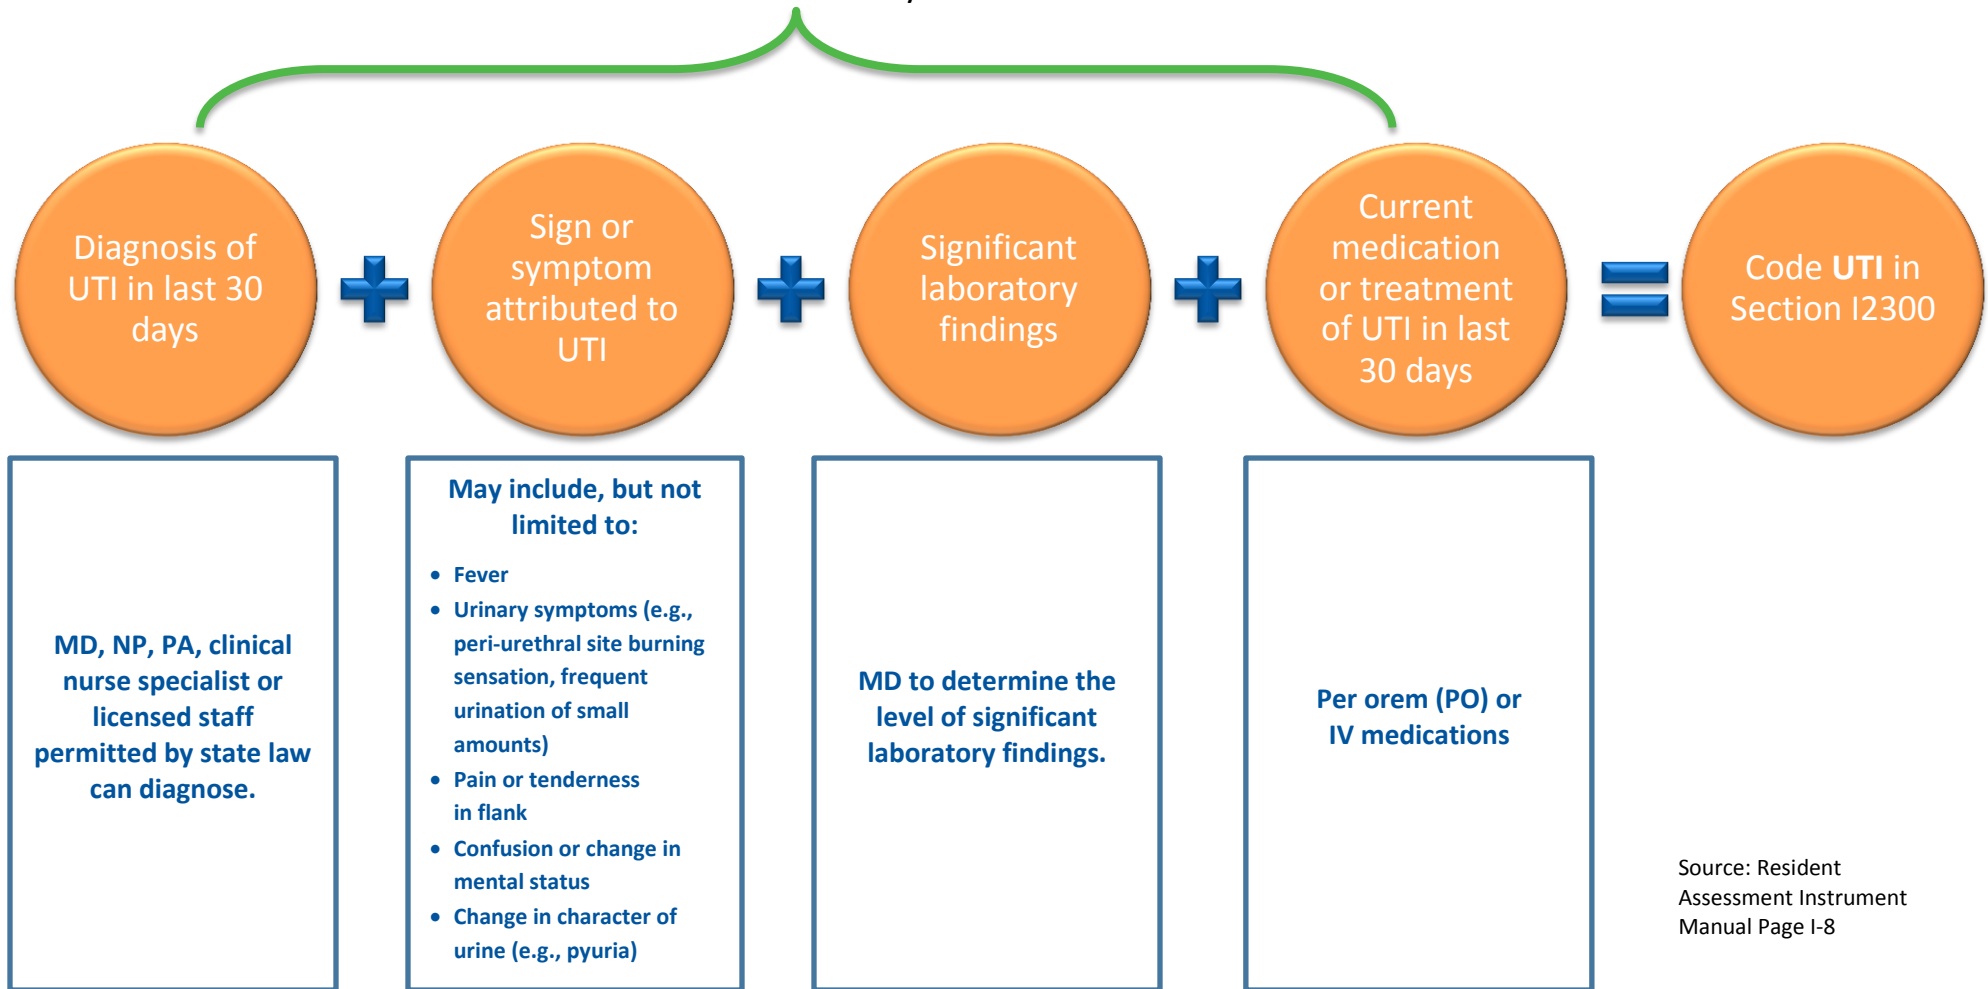 Diagnosis of
UTI in last 30
days
Sign or
symptom
attributed to
UTI
Significant
laboratory
findings
Current
medication
or treatment
of UTI in last
30 days
Code UTI in
Section I2300
MD, NP, PA, clinical
nurse specialist or
licensed staff
permitted by state law
can diagnose.
May include, but not
limited to:
• Fever
• Urinary symptoms (e.g.,
peri-urethral site burning
sensation, frequent
urination of small
amounts)
• Pain or tenderness
in flank
• Confusion or change in
mental status
• Change in character of
urine (e.g., pyuria)
MD to determine the
level of significant
laboratory findings.
Per orem (PO) or
IV medications
Source: Resident
Assessment Instrument
Manual Page I-8